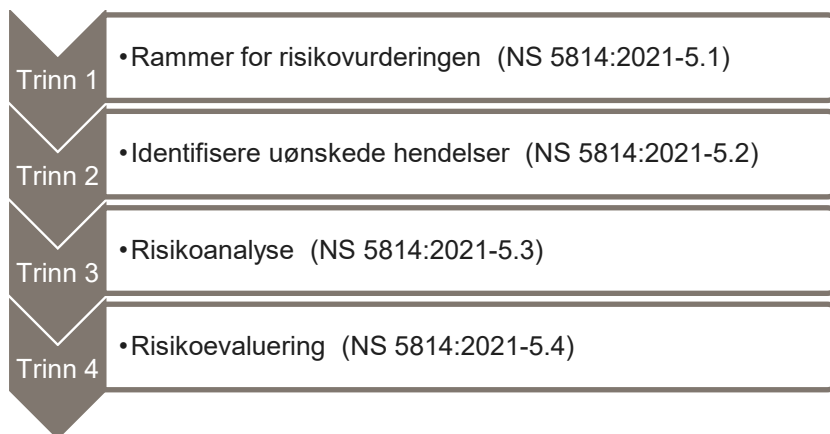 Trinn 1
•Rammer for risikovurderingen (NS 5814:2021-5.1)
Trinn 2
•Identifisere uønskede hendelser (NS 5814:2021-5.2)
Trinn 3
•Risikoanalyse (NS 5814:2021-5.3)
Trinn 4
•Risikoevaluering (NS 5814:2021-5.4)